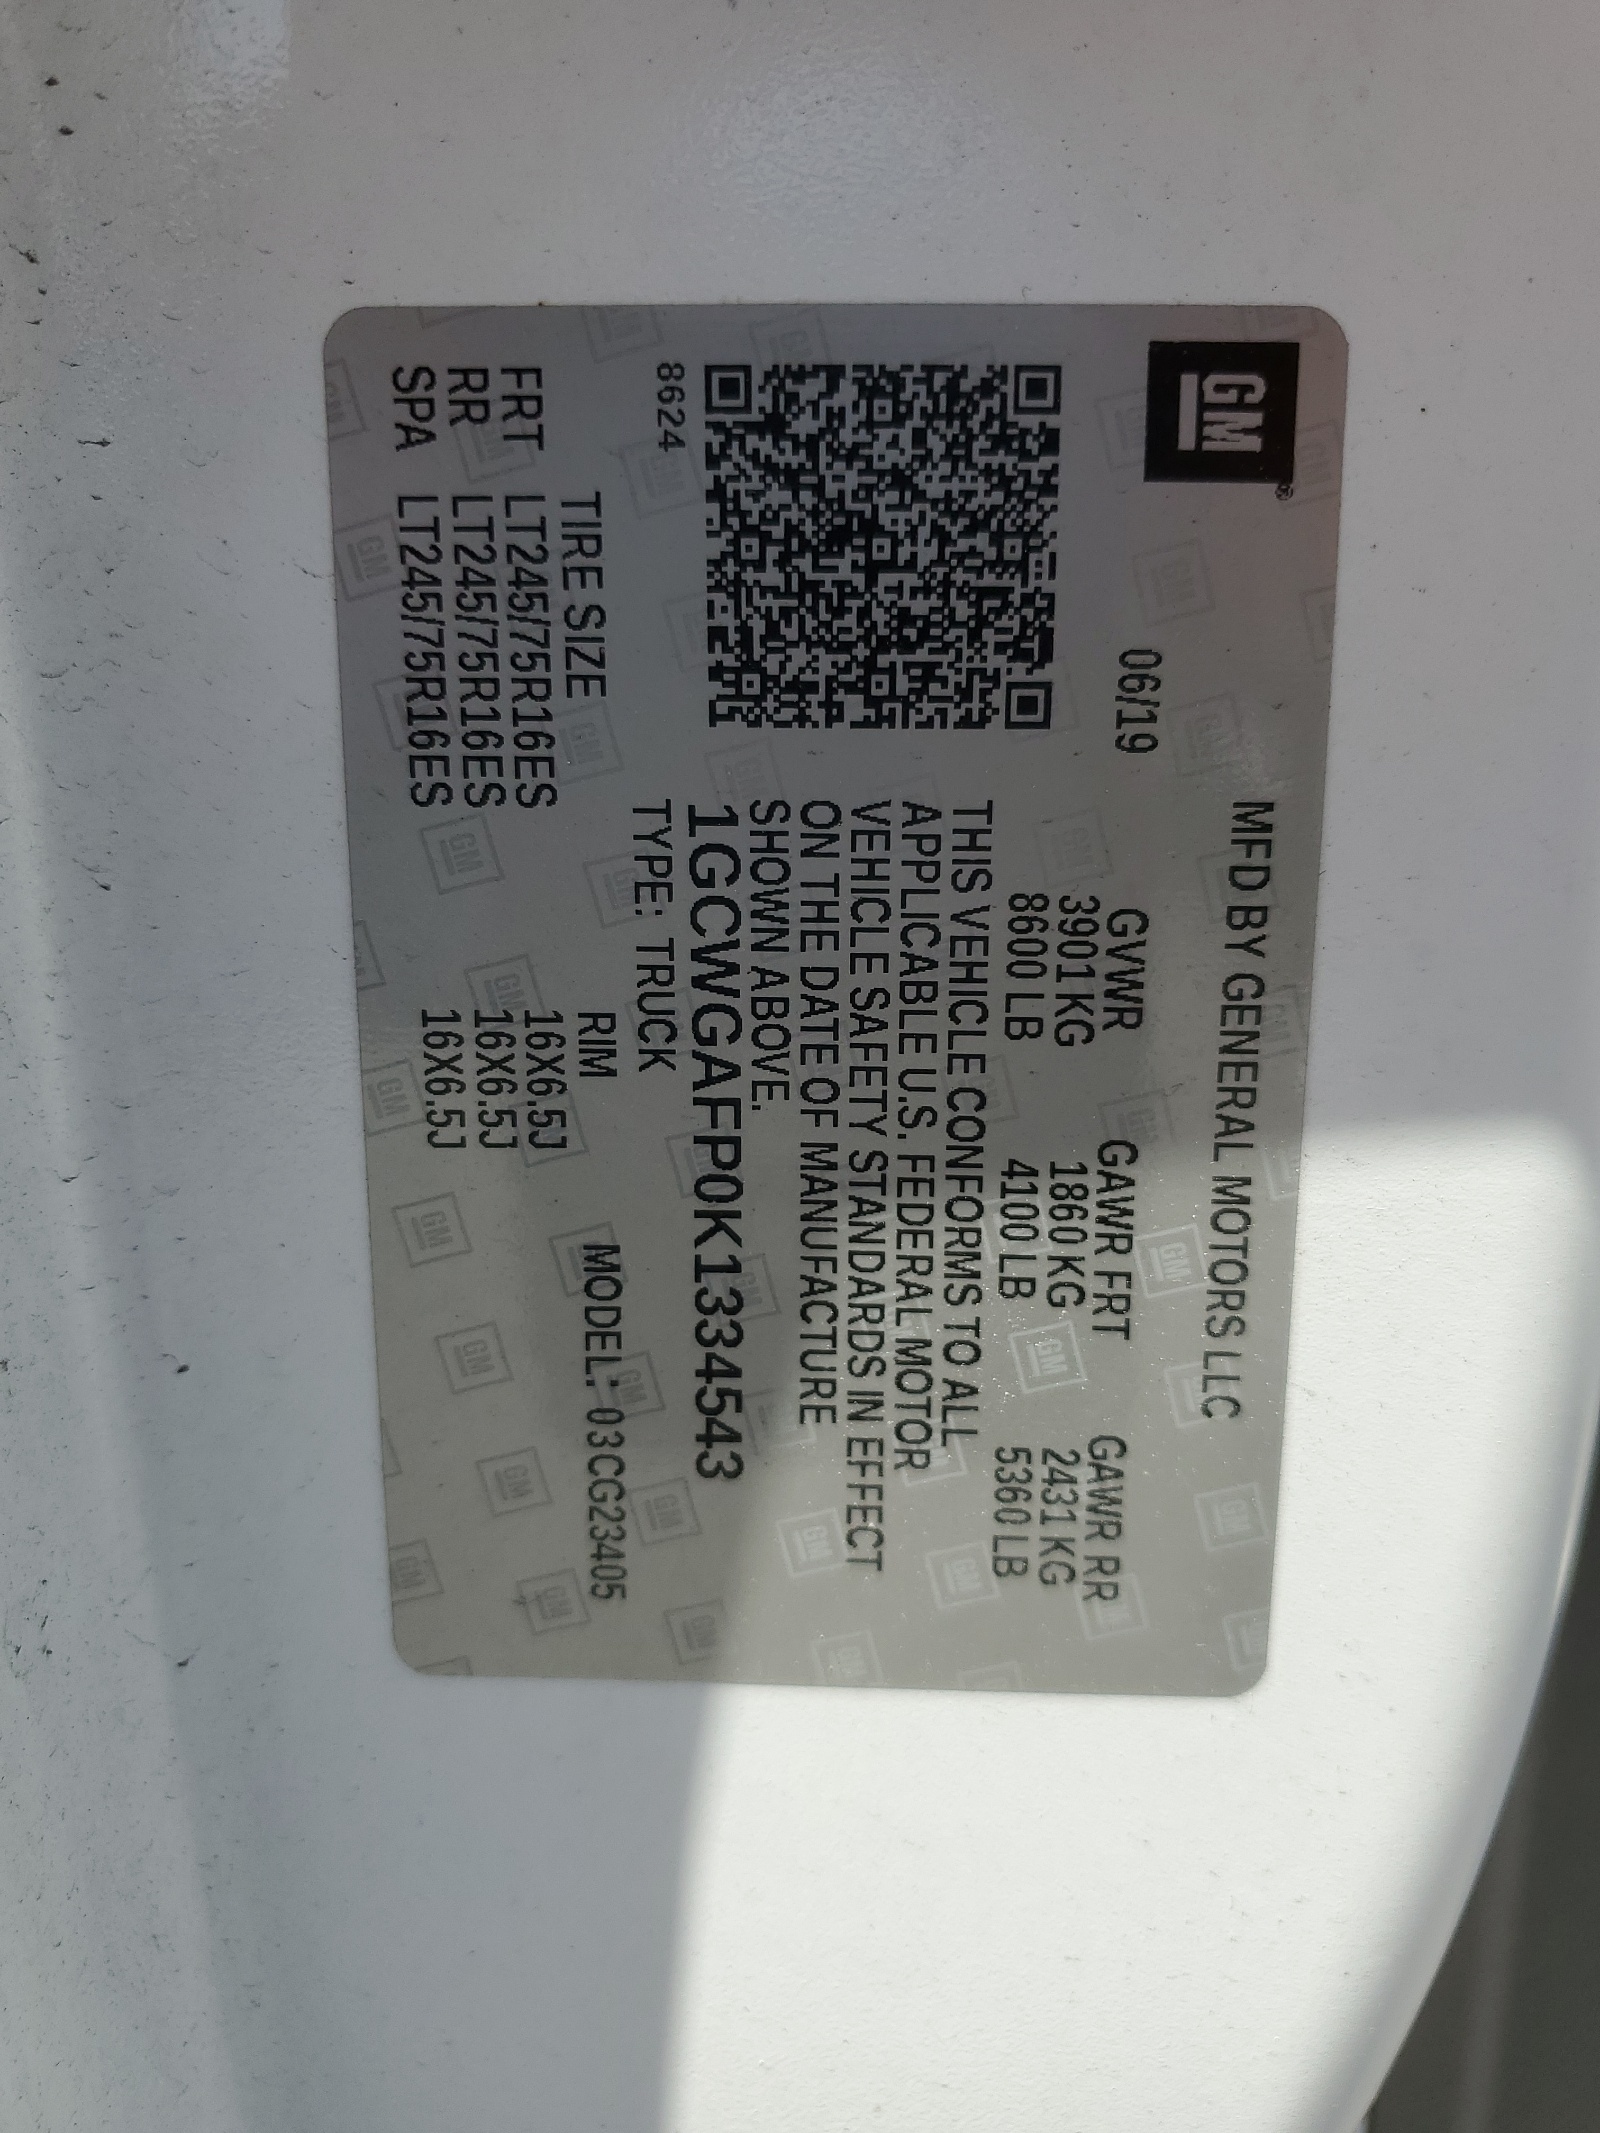 GM
MFD BY GENERAL MOTORS LLC
06/19
GVWR GAWR FRT GAWR RR
3901 KG 1860 KG 2431 KG
8600 LB 4100 LB 5360 LB
THIS VEHICLE CONFORMS TO ALL
APPLICABLE U.S. FEDERAL MOTOR
VEHICLE SAFETY STANDARDS IN EFFECT
ON THE DATE OF MANUFACTURE
SHOWN ABOVE.
1GCWGAFP0K1334543
8624
TYPE: TRUCK
MODEL: 03CG23405
TIRE SIZE RIM
FRT LT245/75R16ES 16X6.5J
RR LT245/75R16ES 16X6.5J
SPA LT245/75R16ES 16X6.5J